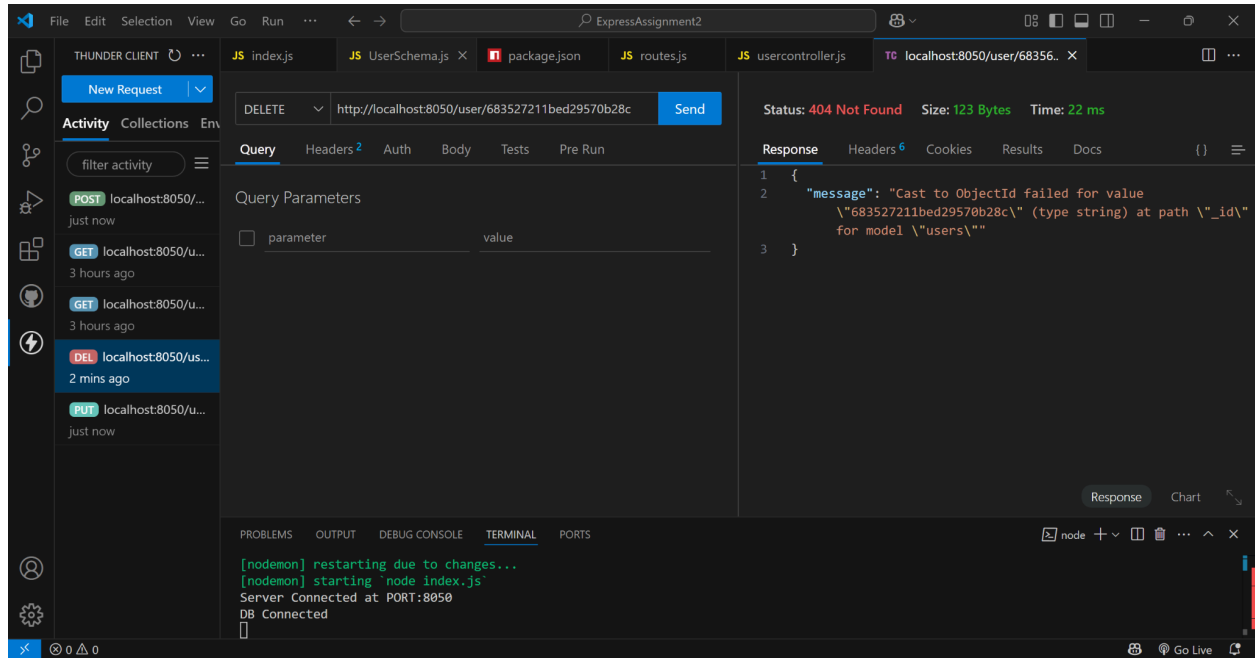 File Edit Selection View Go Run ··· ← → ExpressAssignment2
THUNDER CLIENT ···
JS index.js JS UserSchema.js × package.json JS routes.js JS usercontroller.js TC localhost:8050/user/68356.. × ···
New Request
Activity Collections Env
filter activity
POST localhost:8050/...
just now
GET localhost:8050/u...
3 hours ago
GET localhost:8050/u...
3 hours ago
DEL localhost:8050/us...
2 mins ago
PUT localhost:8050/u...
just now
DELETE http://localhost:8050/user/683527211bed29570b28c Send
Query Headers 2 Auth Body Tests Pre Run
Query Parameters
parameter value
Status: 404 Not Found Size: 123 Bytes Time: 22 ms
Response Headers 6 Cookies Results Docs { }
1 {
2 "message": "Cast to ObjectId failed for value
\"683527211bed29570b28c\" (type string) at path \"_id\"
for model \"users\""
3 }
Response Chart
PROBLEMS OUTPUT DEBUG CONSOLE TERMINAL PORTS node ···
[nodemon] restarting due to changes...
[nodemon] starting `node index.js`
Server Connected at PORT:8050
DB Connected
0 0 Go Live